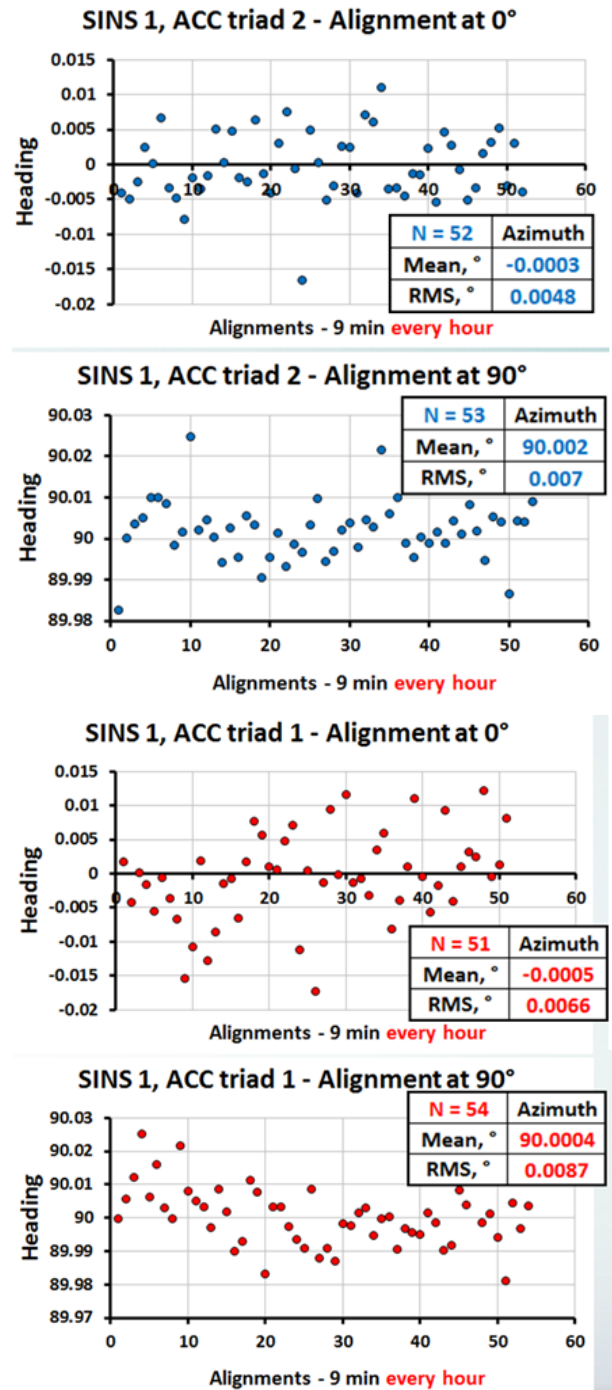 SINS 1, ACC triad 2 - Alignment at 0°
0.015
0.01
0.005
0
-0.005
-0.01
-0.015
-0.02
0 10 20 30 40 50 60
Heading
N = 52 Azimuth
Mean, ° -0.0003
RMS, ° 0.0048
Alignments - 9 min every hour
SINS 1, ACC triad 2 - Alignment at 90°
90.03
90.02
90.01
90
89.99
89.98
0 10 20 30 40 50 60
Heading
N = 53 Azimuth
Mean, ° 90.002
RMS, ° 0.007
Alignments - 9 min every hour
SINS 1, ACC triad 1 - Alignment at 0°
0.015
0.01
0.005
0
-0.005
-0.01
-0.015
-0.02
0 10 20 30 40 50 60
Heading
N = 51 Azimuth
Mean, ° -0.0005
RMS, ° 0.0066
Alignments - 9 min every hour
SINS 1, ACC triad 1 - Alignment at 90°
90.03
90.02
90.01
90
89.99
89.98
89.97
0 10 20 30 40 50 60
Heading
N = 54 Azimuth
Mean, ° 90.0004
RMS, ° 0.0087
Alignments - 9 min every hour